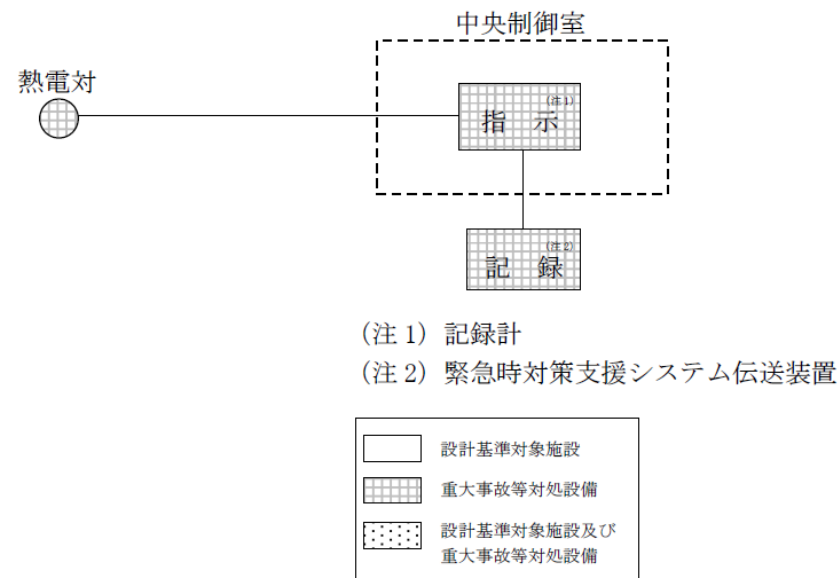 中央制御室
熱電対
指 示 (注1)
記 録 (注2)
(注 1) 記録計
(注 2) 緊急時対策支援システム伝送装置
設計基準対象施設
重大事故等対処設備
設計基準対象施設及び
重大事故等対処設備